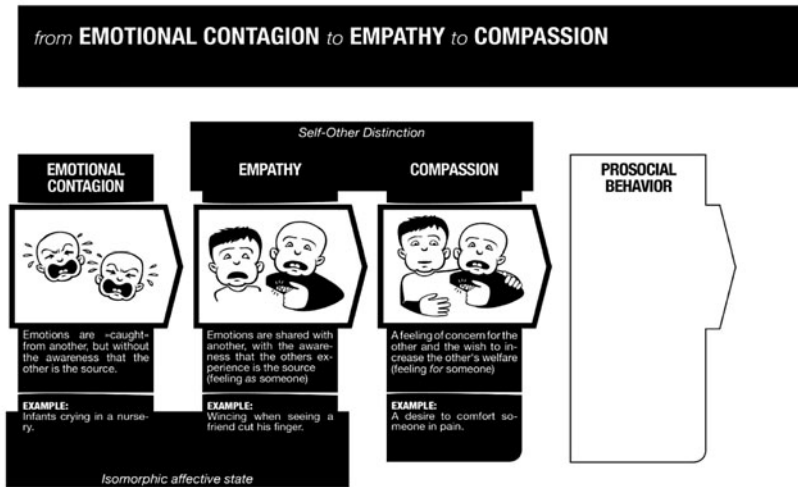 from EMOTIONAL CONTAGION to EMPATHY to COMPASSION
Self-Other Distinction
EMOTIONAL
CONTAGION
Emotions are »caught«
from another, but without
the awareness that the
other is the source.
EXAMPLE:
Infants crying in a nurse-
ry.
EMPATHY
Emotions are shared with
another, with the aware-
ness that the others expe-
rience is the source
(feeling as someone)
EXAMPLE:
Wincing when seeing a
friend cut his finger.
COMPASSION
A feeling of concern for the
other and the wish to in-
crease the other's welfare
(feeling for someone)
EXAMPLE:
A desire to comfort so-
meone in pain.
PROSOCIAL
BEHAVIOR
Isomorphic affective state